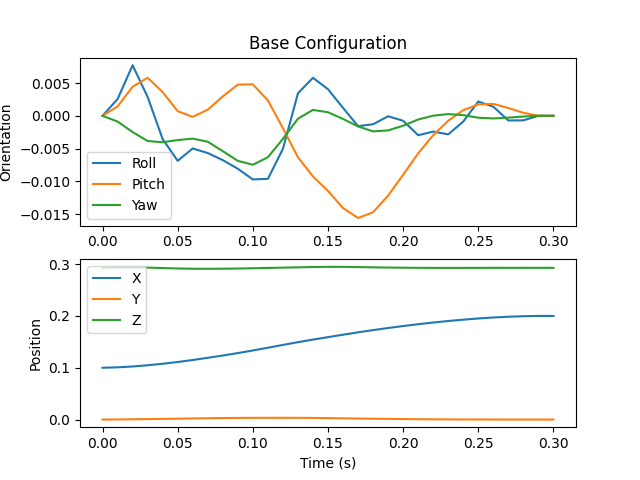 Base Configuration
Orientation
0.005
0.000
−0.005
−0.010
−0.015
Roll
Pitch
Yaw
0.00 0.05 0.10 0.15 0.20 0.25 0.30
Position
0.3
0.2
0.1
0.0
X
Y
Z
0.00 0.05 0.10 0.15 0.20 0.25 0.30
Time (s)